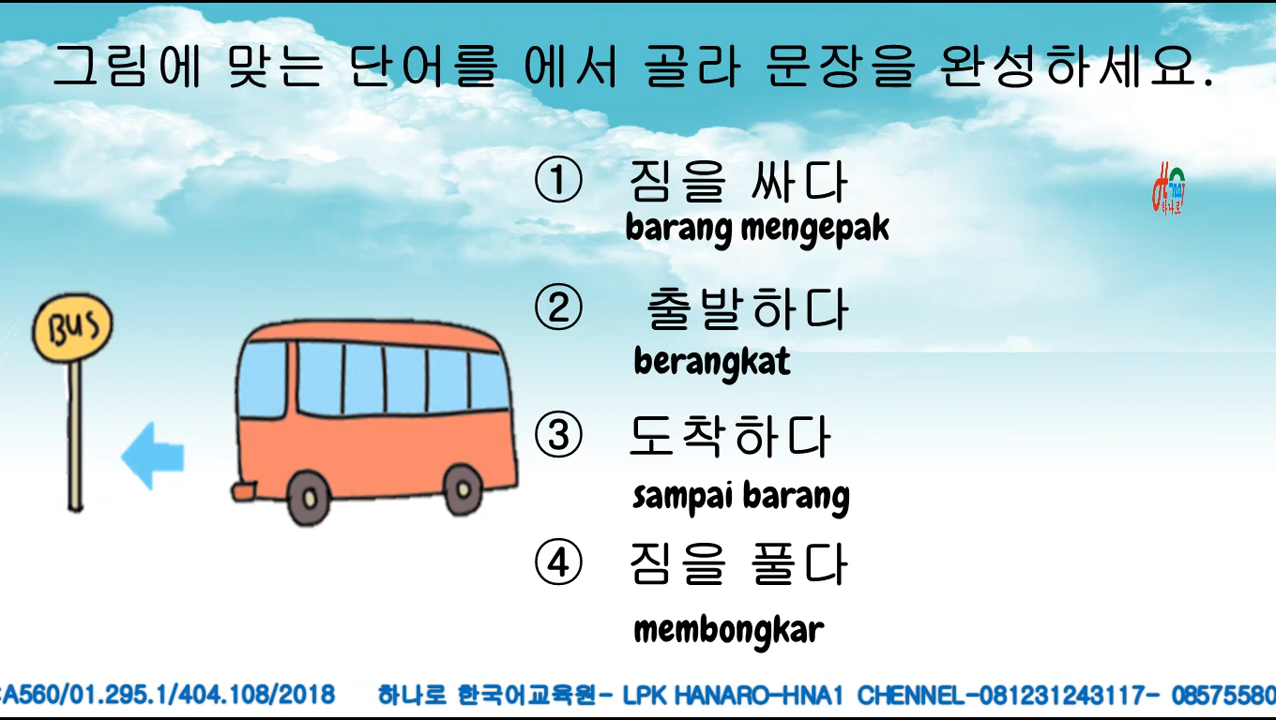 그림에 맞는 단어를 에서 골라 문장을 완성하세요.
① 짐을 싸다
barang mengepak
② 출발하다
berangkat
BUS
③ 도착하다
sampai barang
④ 짐을 풀다
membongkar
CA560/01.295.1/404.108/2018 하나로 한국어교육원- LPK HANARO-HNA1 CHENNEL-081231243117- 08575580